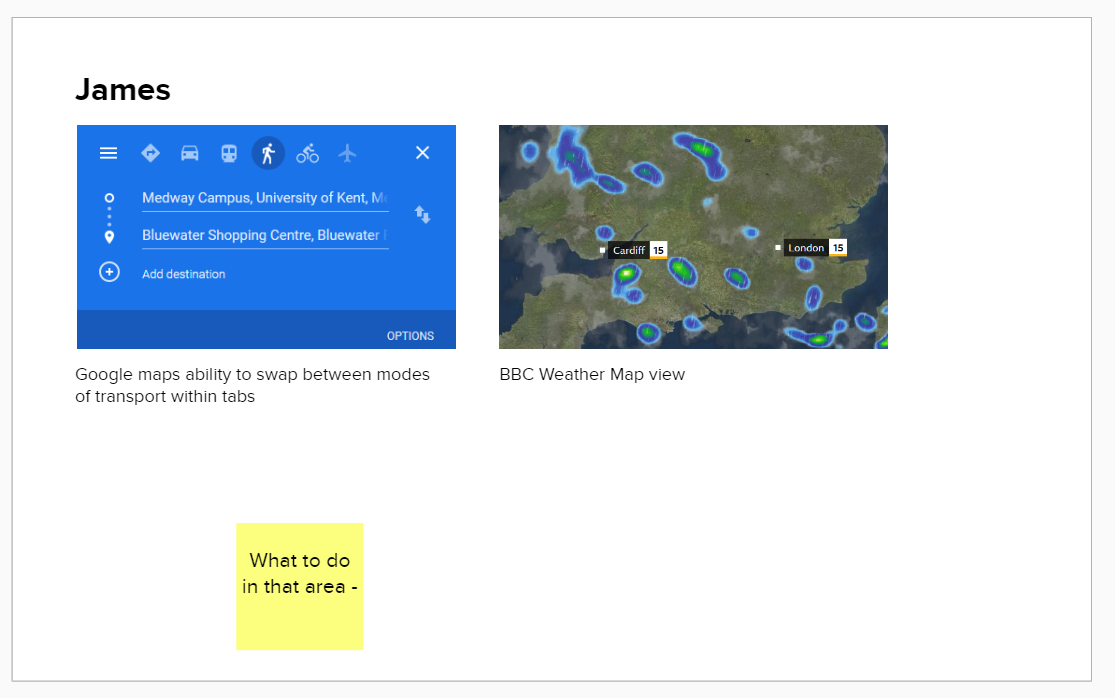 James
Medway Campus, University of Kent,
Bluewater Shopping Centre, Bluewater
Add destination
OPTIONS
Cardiff 15
London 15
Google maps ability to swap between modes
of transport within tabs
BBC Weather Map view
What to do
in that area -